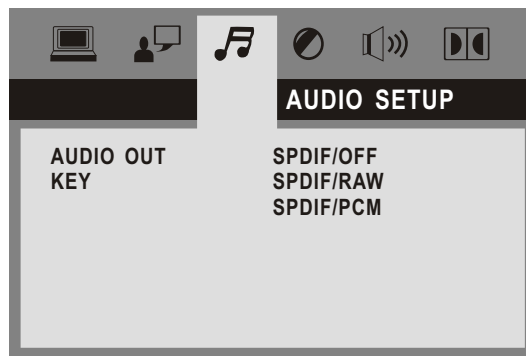 AUDIO SETUP
AUDIO OUT SPDIF/OFF
KEY SPDIF/RAW
SPDIF/PCM